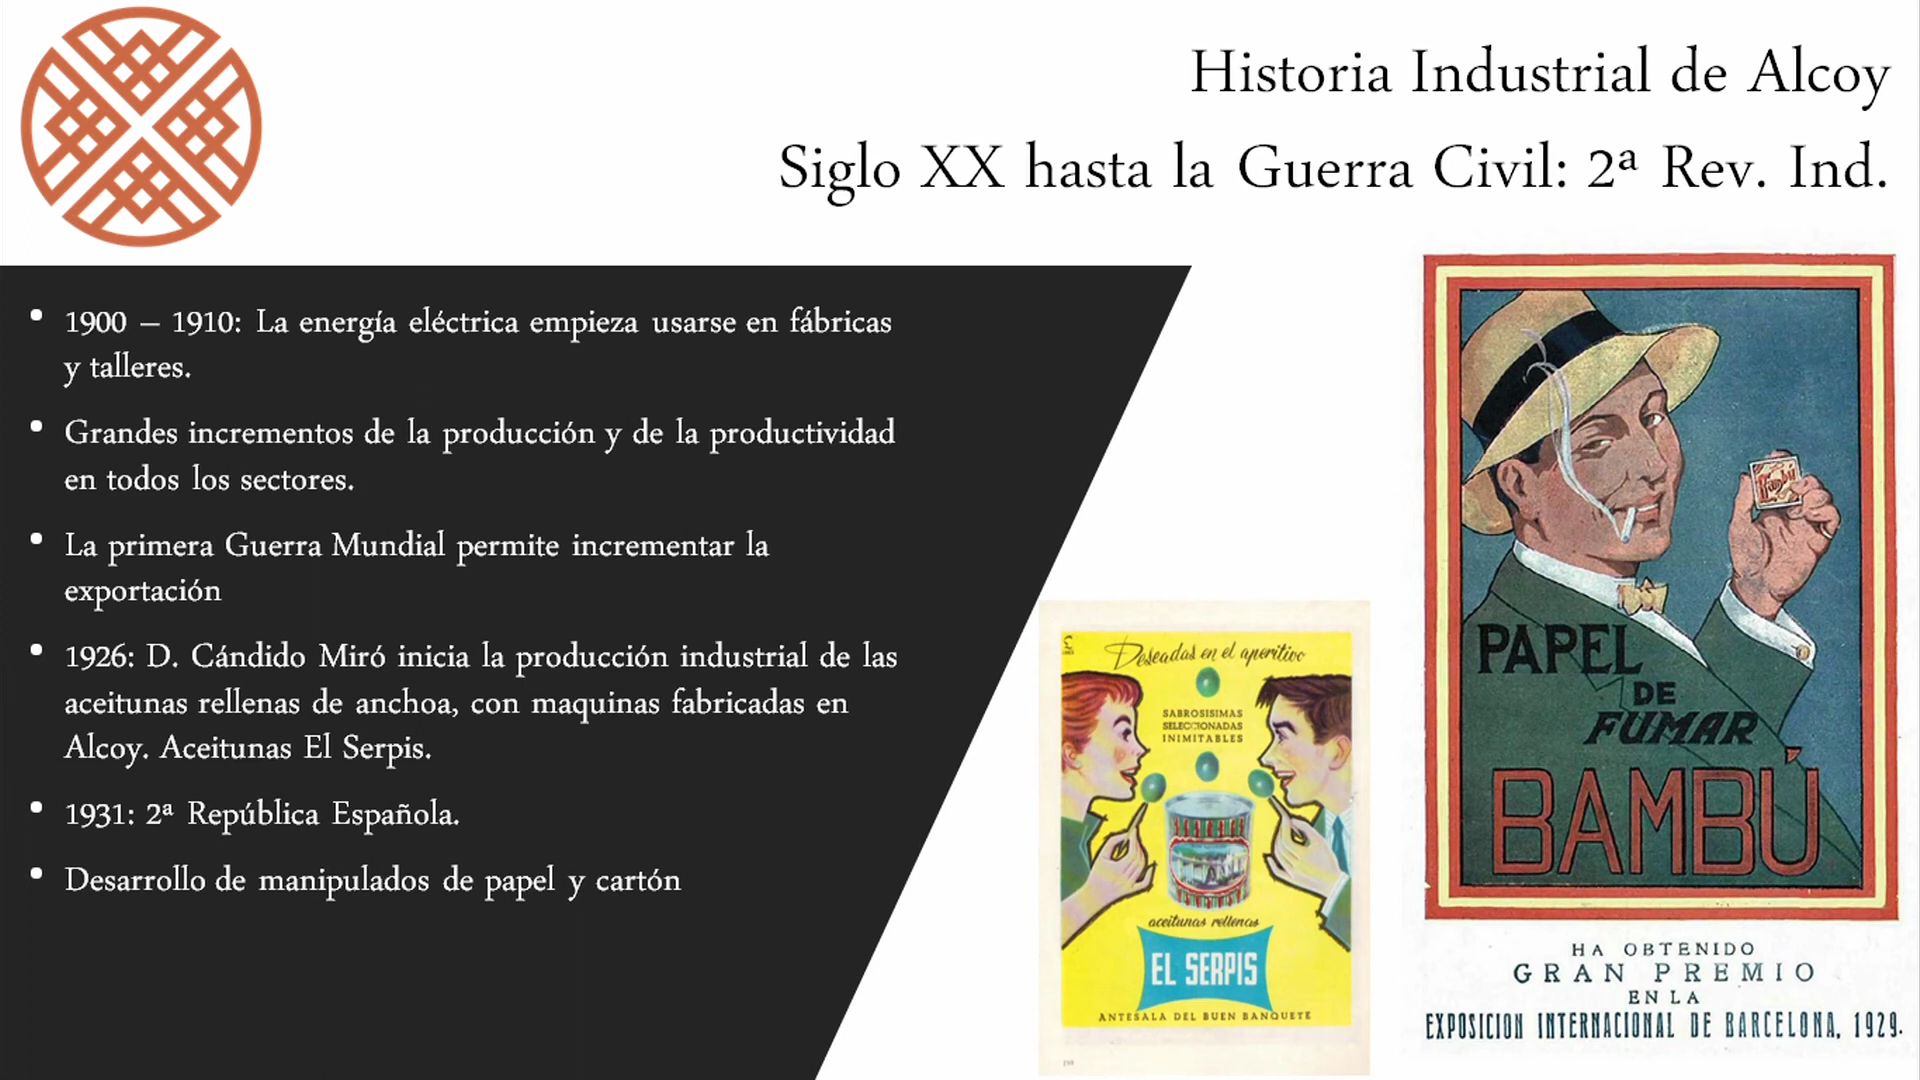 Historia Industrial de Alcoy
Siglo XX hasta la Guerra Civil: 2ª Rev. Ind.
• 1900 – 1910: La energía eléctrica empieza usarse en fábricas
y talleres.
• Grandes incrementos de la producción y de la productividad
en todos los sectores.
• La primera Guerra Mundial permite incrementar la
exportación
• 1926: D. Cándido Miró inicia la producción industrial de las
aceitunas rellenas de anchoa, con maquinas fabricadas en
Alcoy. Aceitunas El Serpis.
• 1931: 2ª República Española.
• Desarrollo de manipulados de papel y cartón
Deseadas en el aperitivo
SABROSISIMAS
SELECCIONADAS
INIMITABLES
aceitunas rellenas
EL SERPIS
ANTESALA DEL BUEN BANQUETE
Bambú
PAPEL
DE
FUMAR
BAMBÚ
HA OBTENIDO
GRAN PREMIO
EN LA
EXPOSICION INTERNACIONAL DE BARCELONA, 1929.